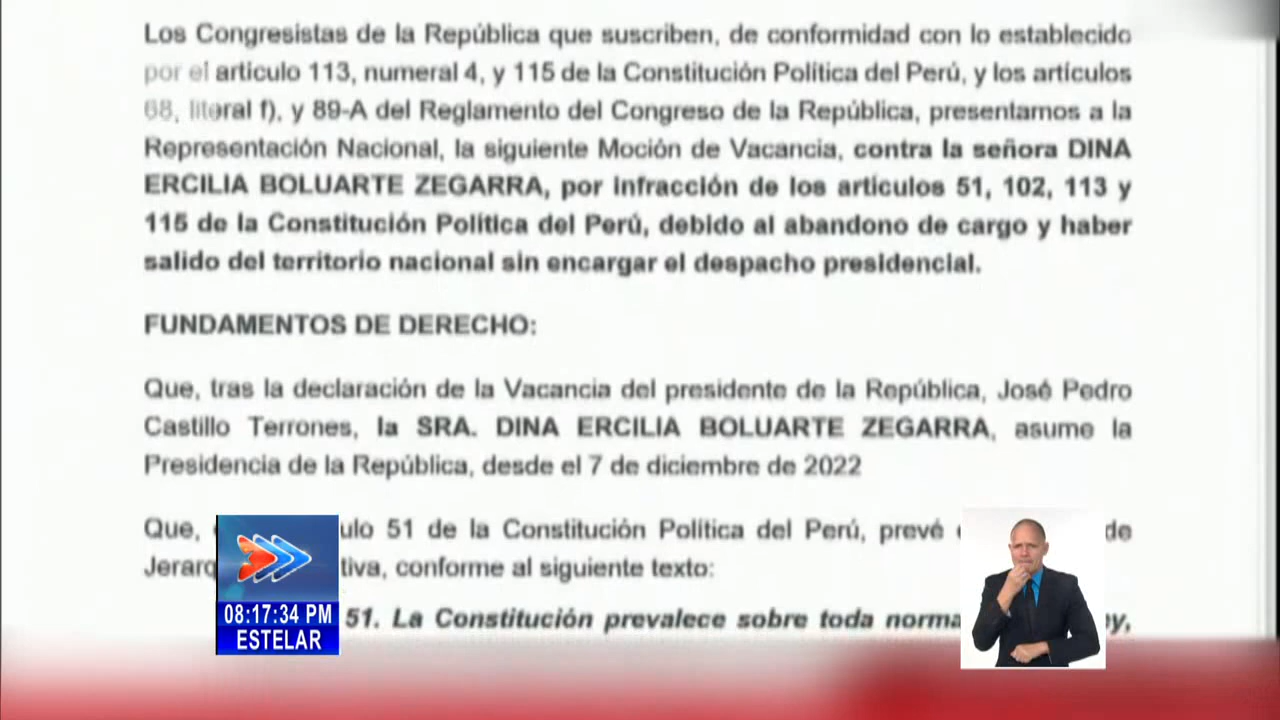 Los Congresistas de la República que suscriben, de conformidad con lo establecido
por el artículo 113, numeral 4, y 115 de la Constitución Política del Perú, y los artículos
68, literal f), y 89-A del Reglamento del Congreso de la República, presentamos a la
Representación Nacional, la siguiente Moción de Vacancia, contra la señora DINA
ERCILIA BOLUARTE ZEGARRA, por infracción de los artículos 51, 102, 113 y
115 de la Constitución Política del Perú, debido al abandono de cargo y haber
salido del territorio nacional sin encargar el despacho presidencial.
FUNDAMENTOS DE DERECHO:
Que, tras la declaración de la Vacancia del presidente de la República, José Pedro
Castillo Terrones, la SRA. DINA ERCILIA BOLUARTE ZEGARRA, asume la
Presidencia de la República, desde el 7 de diciembre de 2022
Que, ulo 51 de la Constitución Política del Perú, prevé de
Jerarq tiva, conforme al siguiente texto:
51. La Constitución prevalece sobre toda norma ey,
08:17:34 PM
ESTELAR